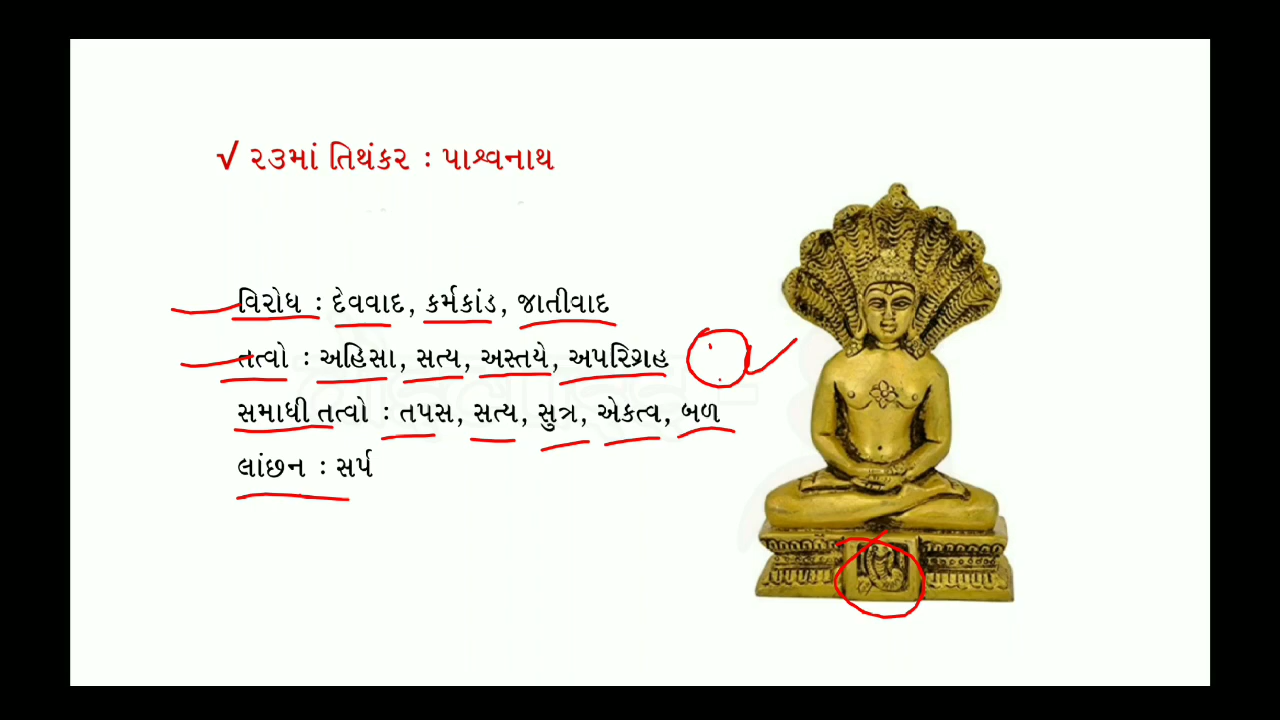 √ ૨૩માં તિથંકર : પાશ્વનાથ
વિરોધ : દેવવાદ, કર્મકાંડ, જાતીવાદ
તત્વો : અહિસા, સત્ય, અસ્તયે, અપરિગ્રહ
સમાધી તત્વો : તપસ, સત્ય, સુત્ર, એકત્વ, બળ
લાંછન : સર્પ